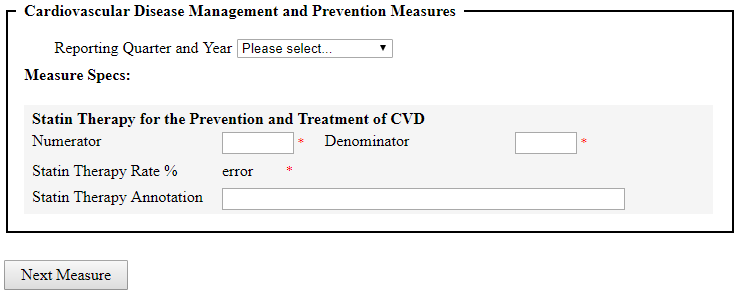 Cardiovascular Disease Management and Prevention Measures
Reporting Quarter and Year Please select...
Measure Specs:
Statin Therapy for the Prevention and Treatment of CVD
Numerator * Denominator *
Statin Therapy Rate % error *
Statin Therapy Annotation
Next Measure